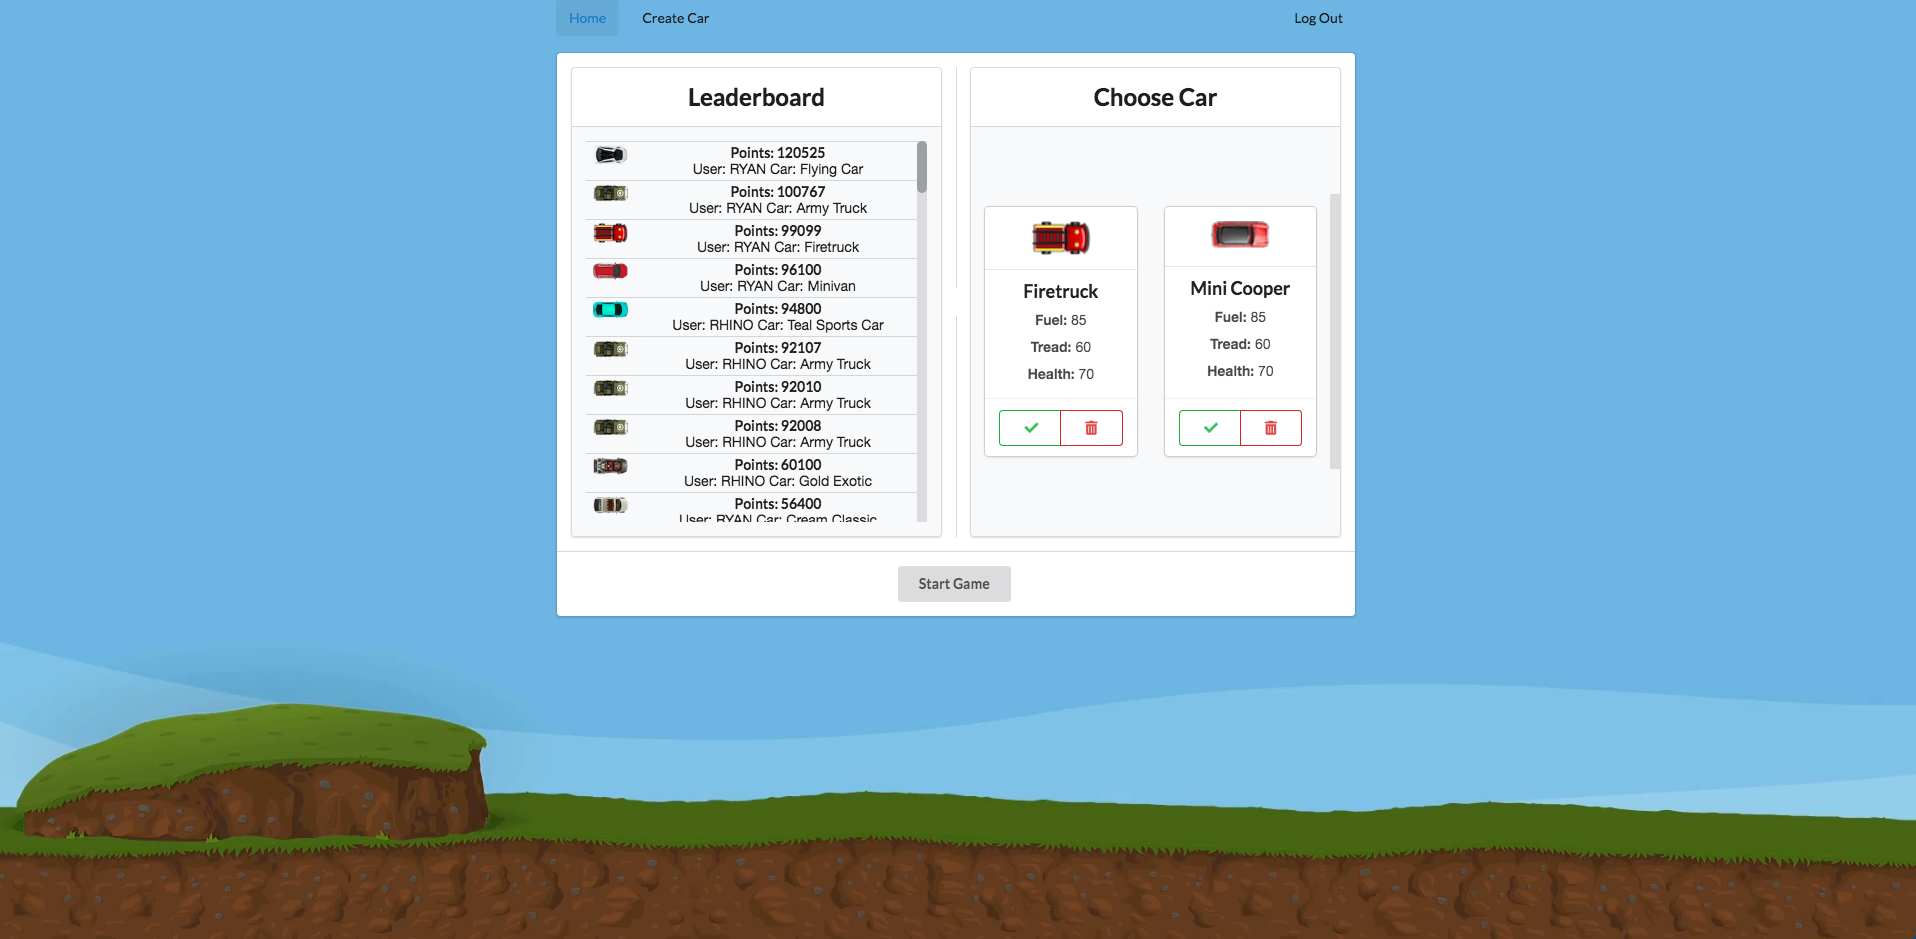 Home
Create Car
Log Out
Leaderboard
Points: 120525
User: RYAN Car: Flying Car
Points: 100767
User: RYAN Car: Army Truck
Points: 99099
User: RYAN Car: Firetruck
Points: 96100
User: RYAN Car: Minivan
Points: 94800
User: RHINO Car: Teal Sports Car
Points: 92107
User: RHINO Car: Army Truck
Points: 92010
User: RHINO Car: Army Truck
Points: 92008
User: RHINO Car: Army Truck
Points: 60100
User: RHINO Car: Gold Exotic
Points: 56400
User: RYAN Car: Cream Classic
Choose Car
Firetruck
Fuel: 85
Tread: 60
Health: 70
Mini Cooper
Fuel: 85
Tread: 60
Health: 70
Start Game